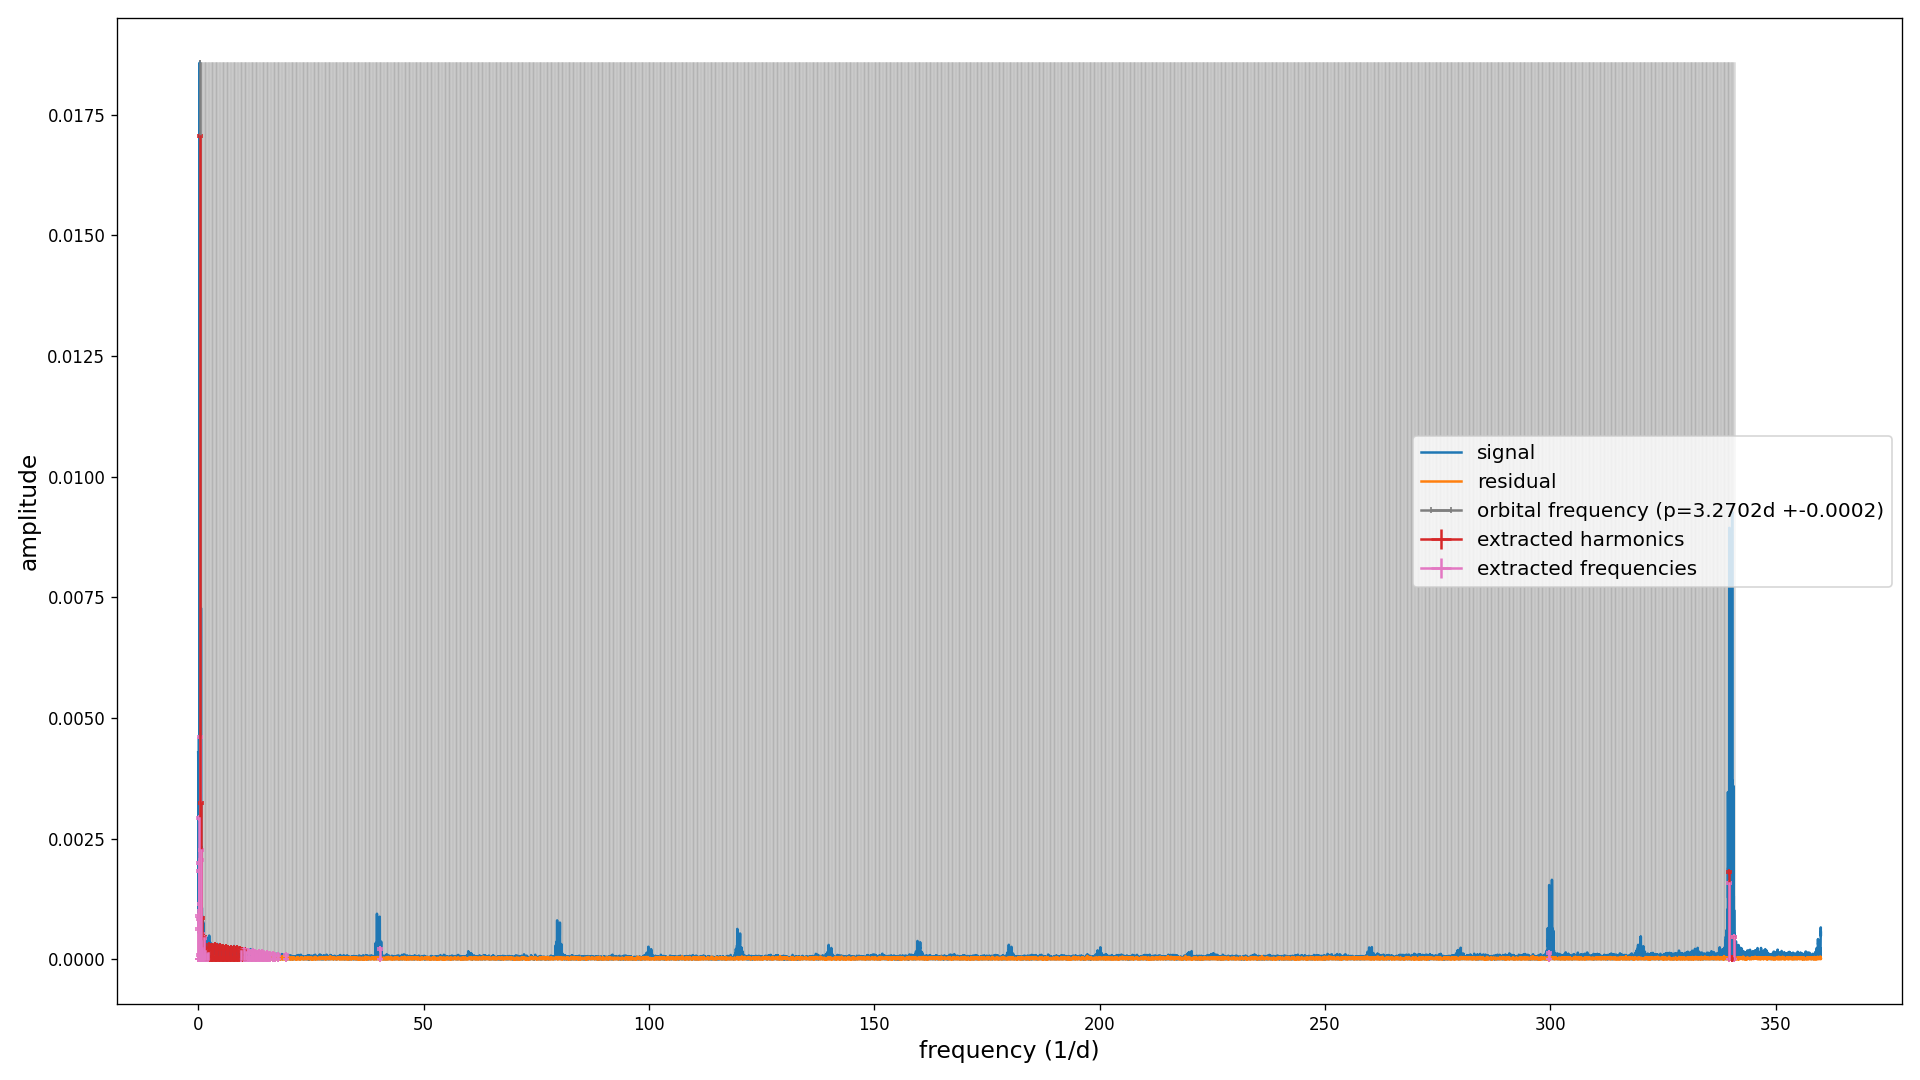 amplitude
0.0175
0.0150
0.0125
0.0100
0.0075
0.0050
0.0025
0.0000
signal
residual
orbital frequency (p=3.2702d +-0.0002)
extracted harmonics
extracted frequencies
0 50 100 150 200 250 300 350
frequency (1/d)